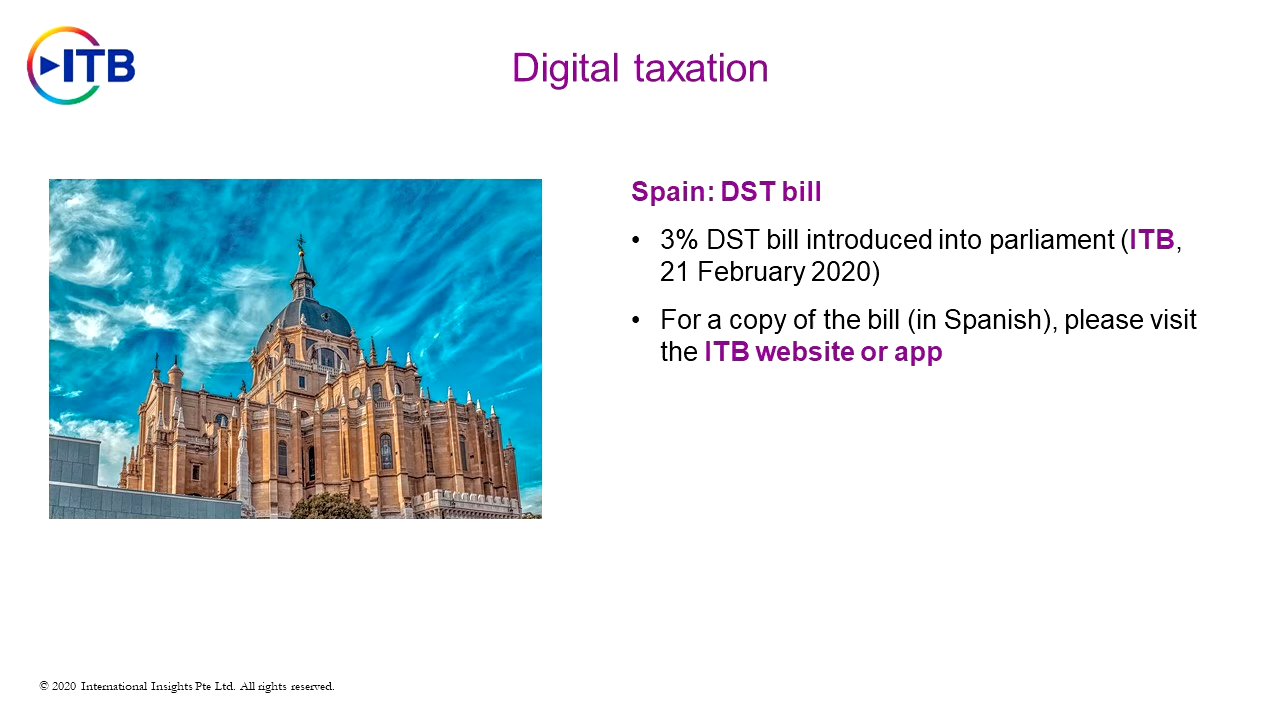 ITB
Digital taxation
Spain: DST bill
• 3% DST bill introduced into parliament (ITB,
21 February 2020)
• For a copy of the bill (in Spanish), please visit
the ITB website or app
© 2020 International Insights Pte Ltd. All rights reserved.